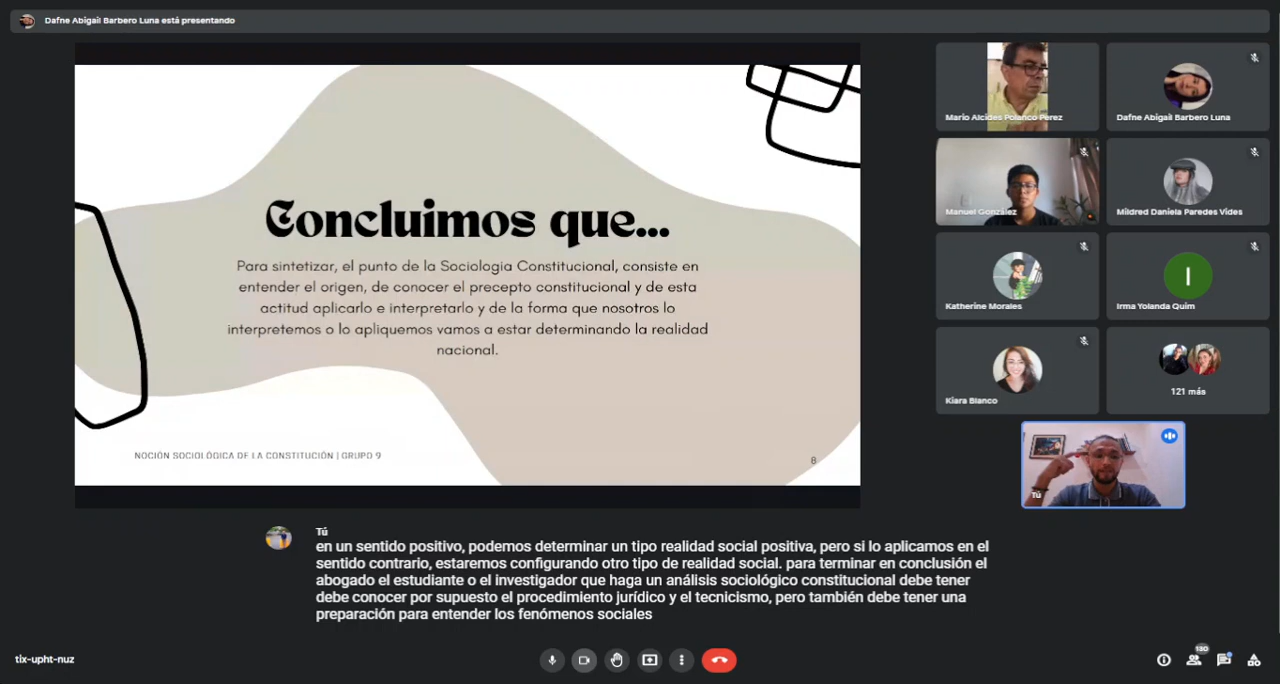 Dafne Abigail Barbero Luna está presentando
Concluimos que...
Para sintetizar, el punto de la Sociologia Constitucional, consiste en
entender el origen, de conocer el precepto constitucional y de esta
actitud aplicarlo e interpretarlo y de la forma que nosotros lo
interpretemos o lo apliquemos vamos a estar determinando la realidad
nacional.
NOCIÓN SOCIOLÓGICA DE LA CONSTITUCIÓN | GRUPO 9
8
Mario Alcides Polanco Pérez
Dafne Abigail Barbero Luna
Manuel González
Mildred Daniela Paredes Vides
Katherine Morales
I
Irma Yolanda Quim
Kiara Blanco
121 más
Tú
Tú
en un sentido positivo, podemos determinar un tipo realidad social positiva, pero si lo aplicamos en el
sentido contrario, estaremos configurando otro tipo de realidad social. para terminar en conclusión el
abogado el estudiante o el investigador que haga un análisis sociológico constitucional debe tener
debe conocer por supuesto el procedimiento jurídico y el tecnicismo, pero también debe tener una
preparación para entender los fenómenos sociales
tix-upht-nuz
130